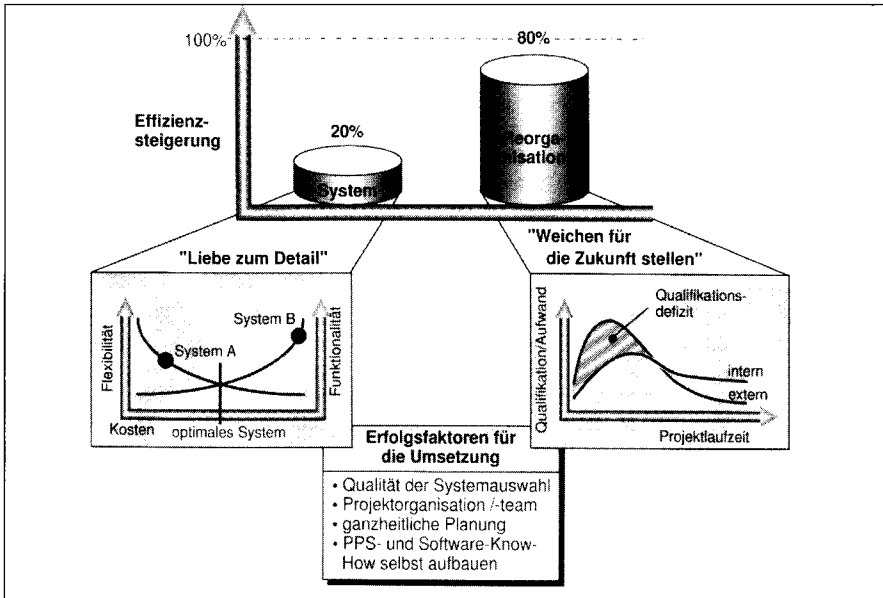 100%
80%
Effizienz-
steigerung
20%
Reorga-
nisation
System
"Weichen für
die Zukunft stellen"
"Liebe zum Detail"
Flexibilität
System B
System A
Funktionalität
Kosten
optimales System
Qualifikation/Aufwand
Qualifikations-
defizit
intern
extern
Projektlaufzeit
Erfolgsfaktoren für
die Umsetzung
• Qualität der Systemauswahl
• Projektorganisation /-team
• ganzheitliche Planung
• PPS- und Software-Know-
How selbst aufbauen